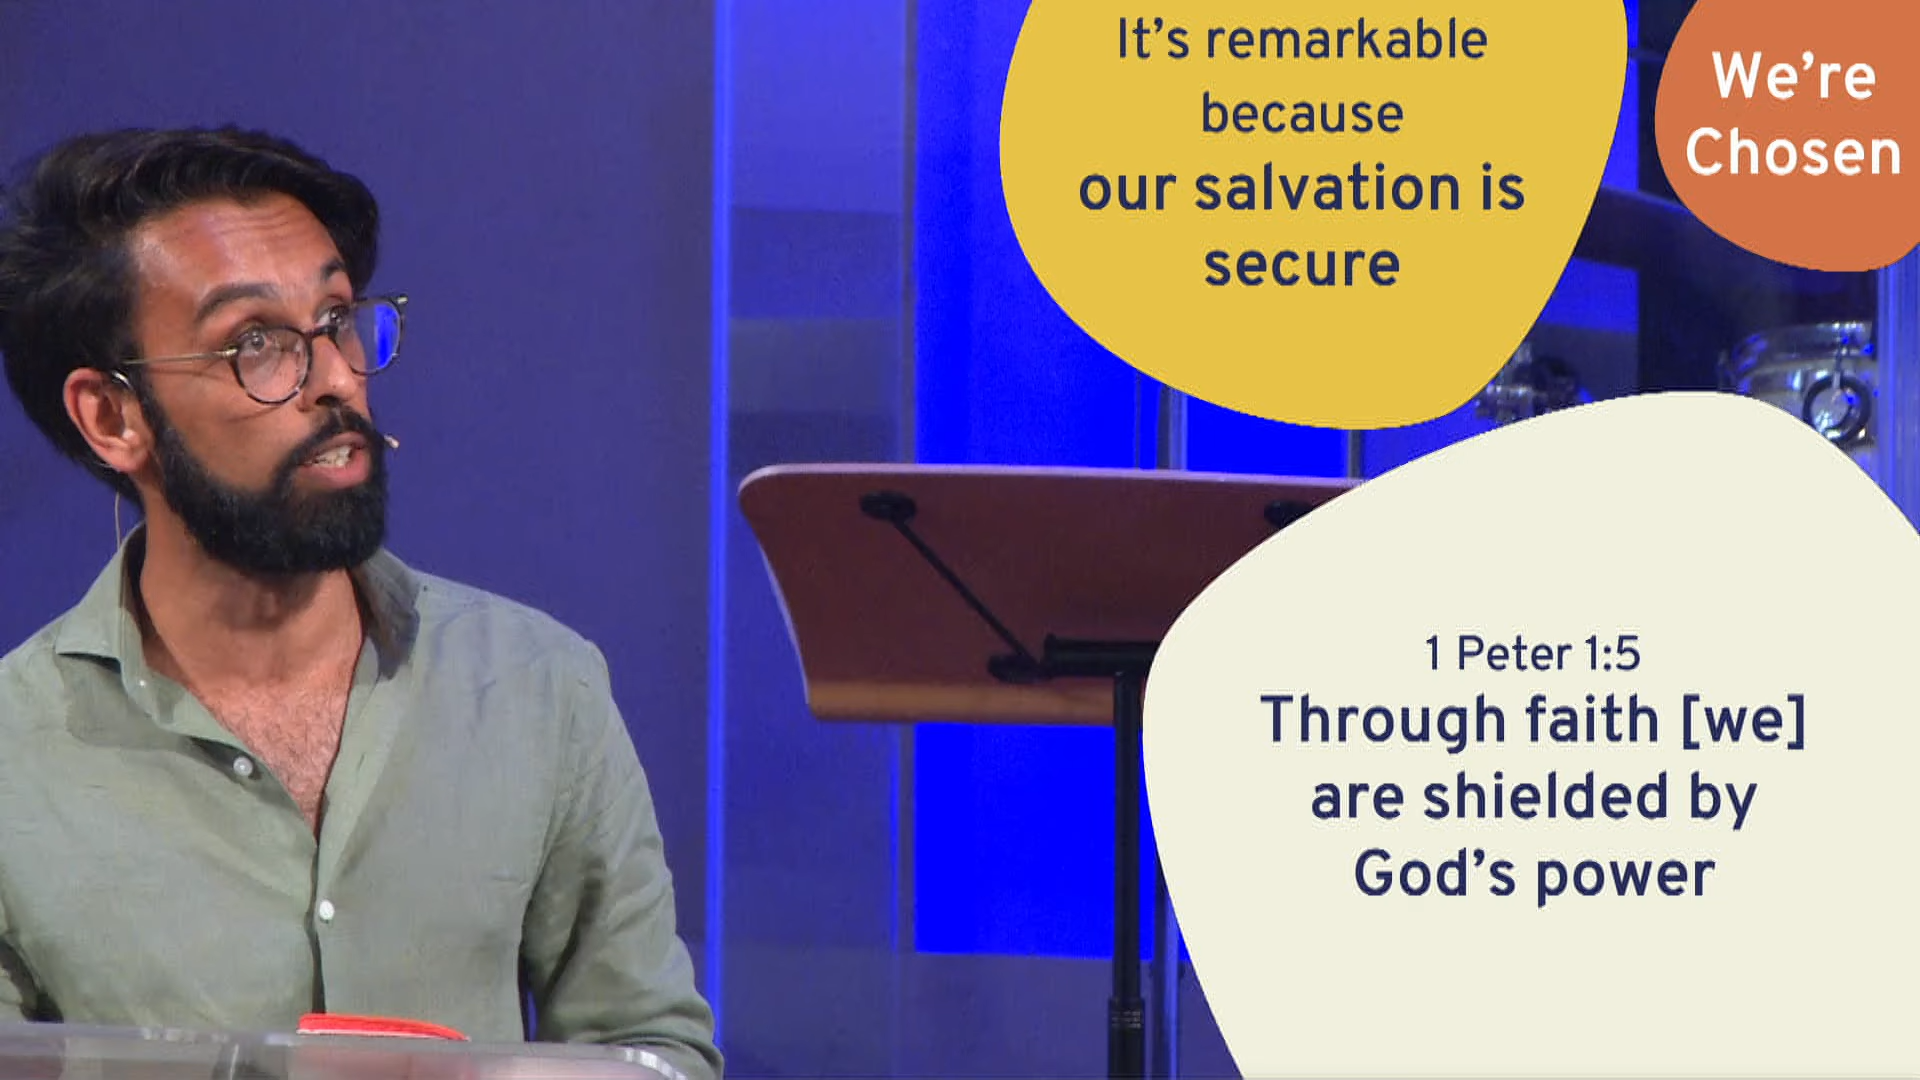 It’s remarkable
because
our salvation is
secure
We’re
Chosen
1 Peter 1:5
Through faith [we]
are shielded by
God’s power